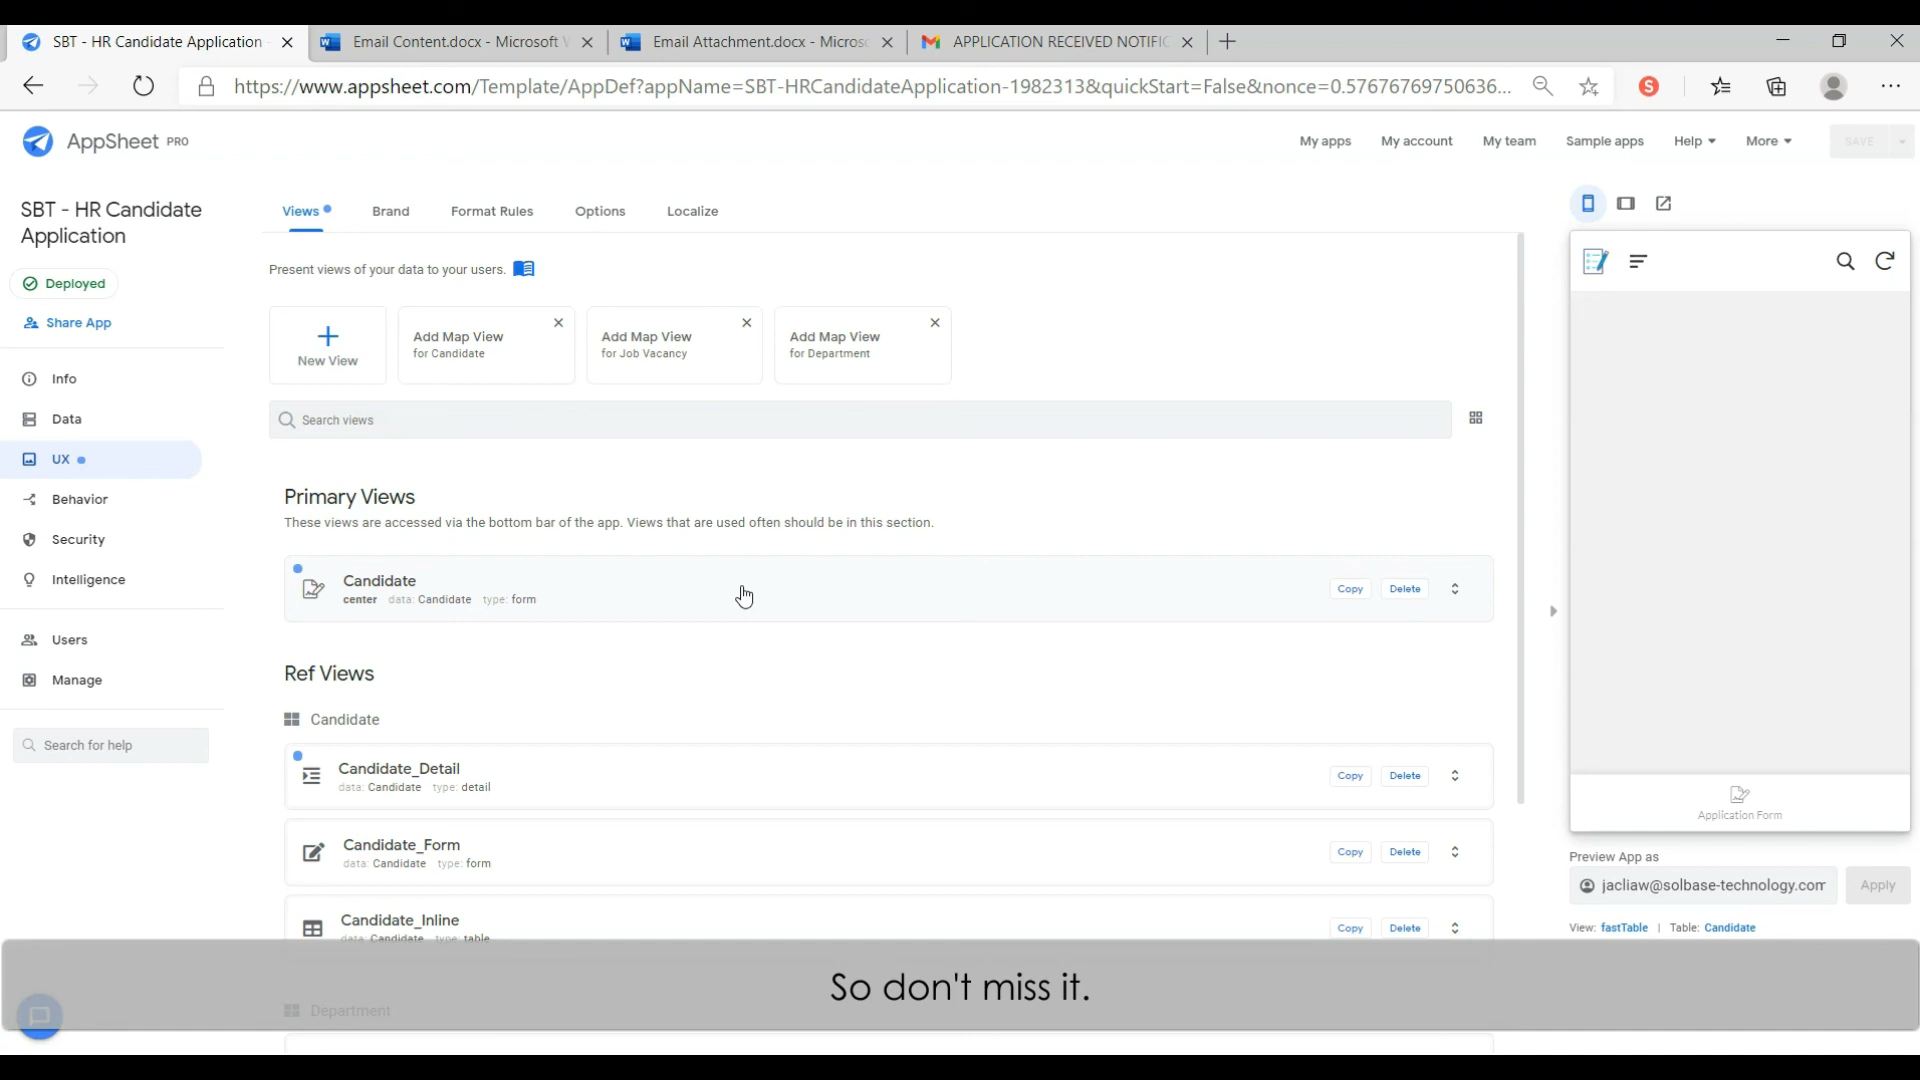 SBT - HR Candidate Application
Email Content.docx - Microsoft W
Email Attachment.docx - Micros
APPLICATION RECEIVED NOTIFIC
https://www.appsheet.com/Template/AppDef?appName=SBT-HRCandidateApplication-1982313&quickStart=False&nonce=0.57676769750636...
S
AppSheet PRO
My apps
My account
My team
Sample apps
Help
More
SAVE
SBT - HR Candidate
Application
Deployed
Share App
Info
Data
UX
Behavior
Security
Intelligence
Users
Manage
Search for help
Views
Brand
Format Rules
Options
Localize
Present views of your data to your users.
New View
Add Map View
for Candidate
Add Map View
for Job Vacancy
Add Map View
for Department
Search views
Primary Views
These views are accessed via the bottom bar of the app. Views that are used often should be in this section.
Candidate
center data: Candidate type: form
Copy
Delete
Ref Views
Candidate
Candidate_Detail
data: Candidate type: detail
Copy
Delete
Candidate_Form
data: Candidate type: form
Copy
Delete
Candidate_Inline
data: Candidate type: table
Copy
Delete
Department
Application Form
Preview App as
jacliaw@solbase-technology.com
Apply
View: fastTable | Table: Candidate
So don't miss it.